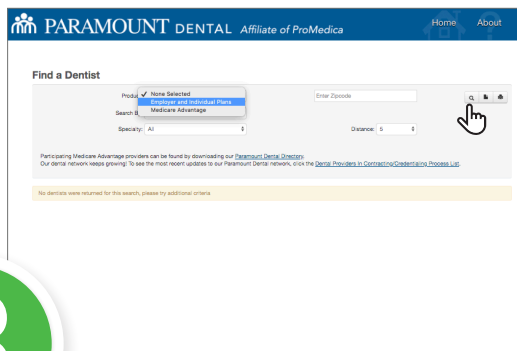 PARAMOUNT DENTAL Affiliate of ProMedica
Home About
Find a Dentist
Produ ✓ None Selected
Employer and Individual Plans
Medicare Advantage
Enter Zipcode
Search B
Specialty: All
Distance: 5
Participating Medicare Advantage providers can be found by downloading our Paramount Dental Directory.
Our dental network keeps growing! To see the most recent updates to our Paramount Dental network, click the Dental Providers in Contracting/Credentialing Process List.
No dentists were returned for this search, please try additional criteria